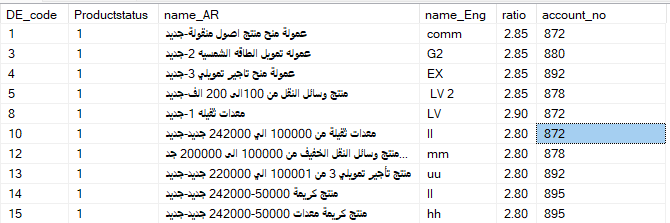 DE_code Productstatus name_AR name_Eng ratio account_no
1 1 عمولة منح منتج اصول منقولة-جديد comm 2.85 872
3 1 عموله تمويل الطاقه الشمسيه 2-جديد G2 2.85 880
4 1 عمولة منح تاجير تمويلي 3-جديد EX 2.85 892
5 1 منتج وسائل النقل من 100الى 200 الف-جديد LV 2 2.85 878
8 1 معدات ثقيله 1-جديد LV 2.90 872
10 1 معدات ثقيلة من 100000 الي 242000 جديد-جديد ll 2.80 872
12 1 منتج وسائل النقل الخفيف من 100000 الى 200000 جد... mm 2.80 878
13 1 منتج تأجير تمويلي 3 من 100001 الي 220000 جديد-جديد uu 2.80 892
14 1 منتج كريمة 50000-242000 جديد-جديد ll 2.80 895
15 1 منتج كريمة معدات 50000-242000 جديد-جديد hh 2.80 895